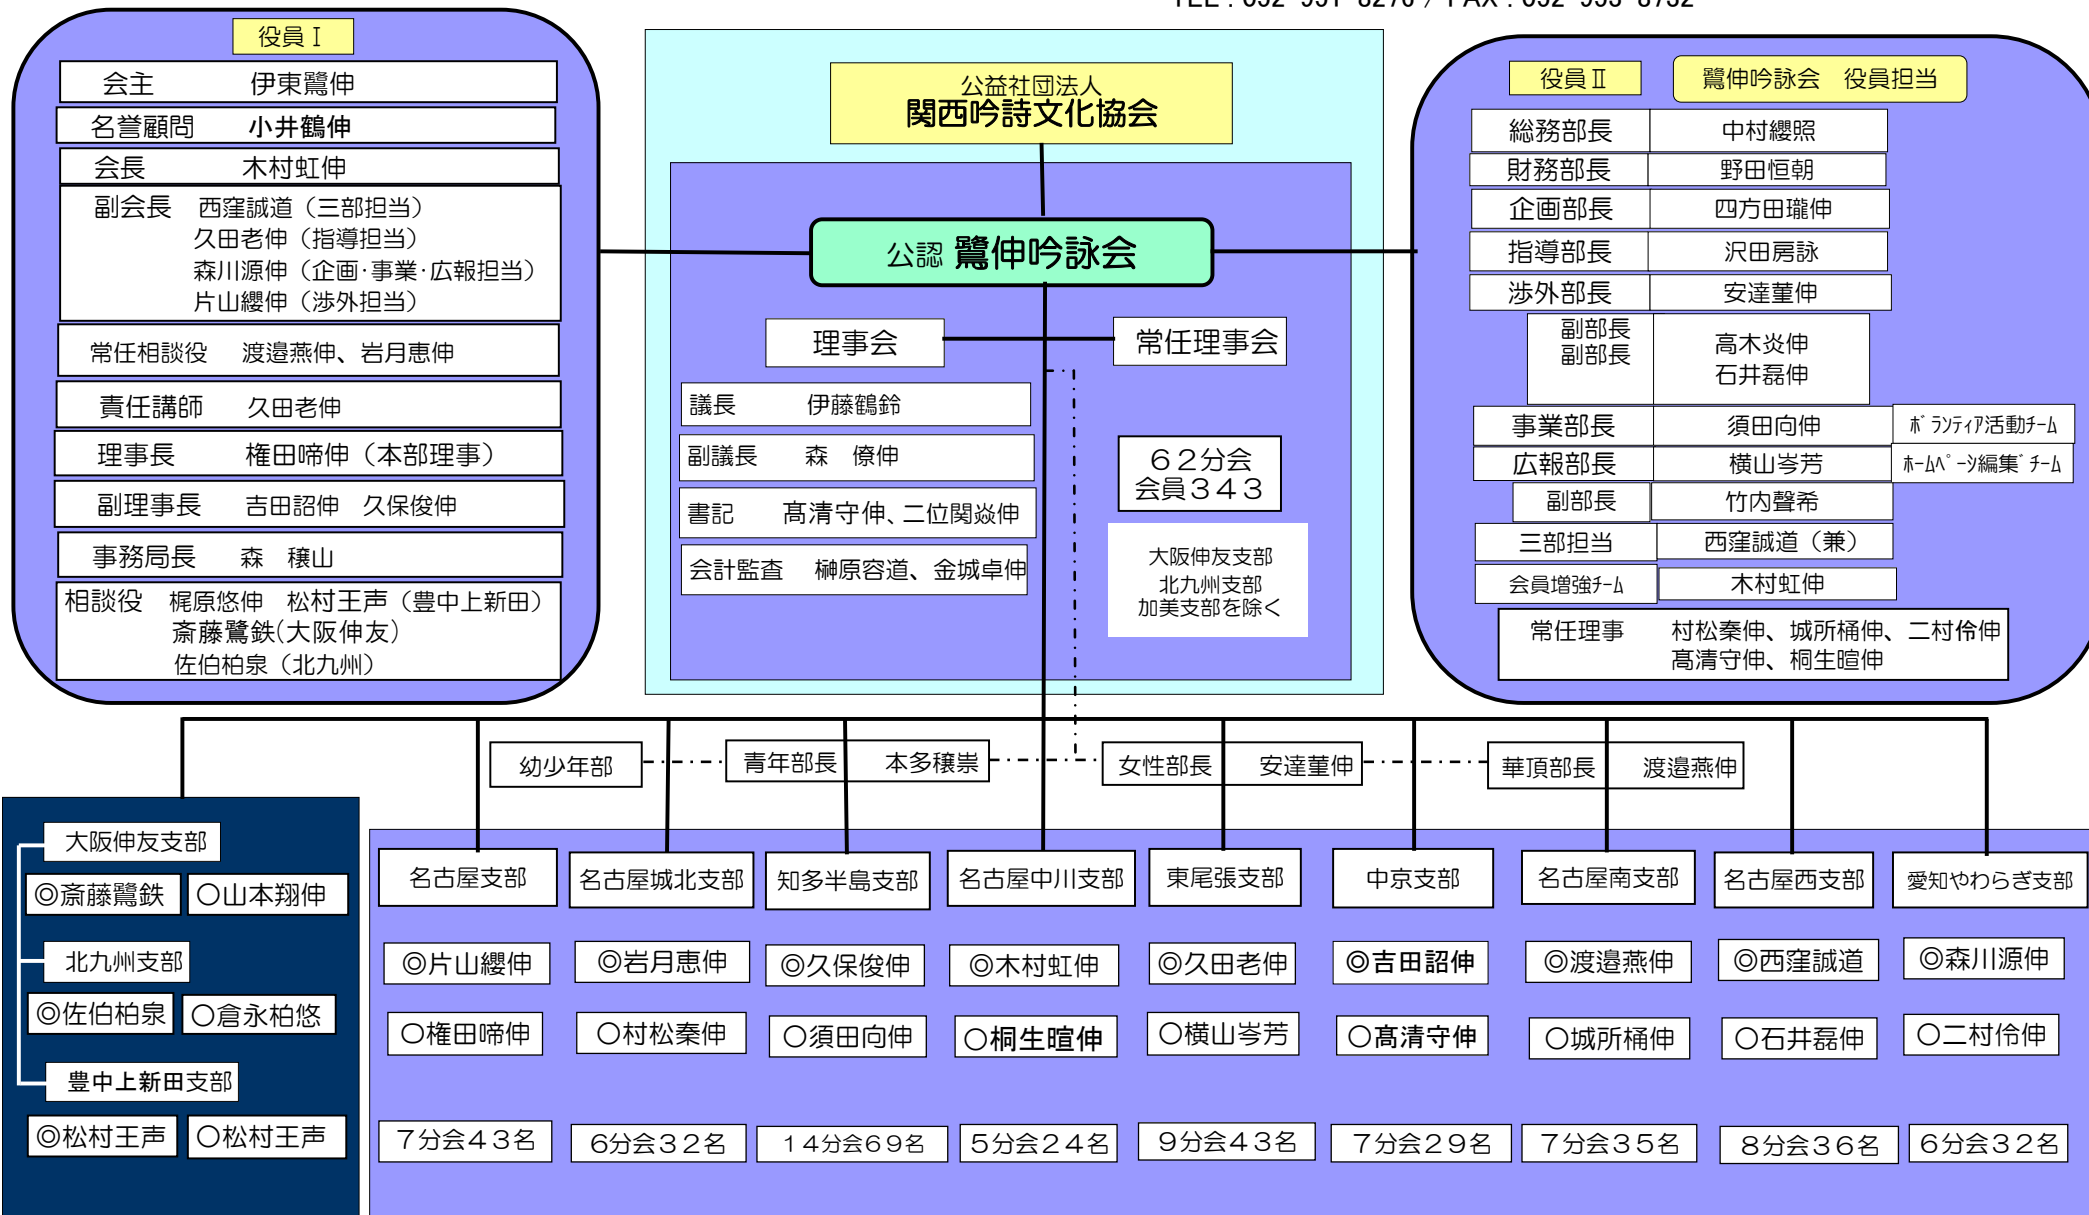 役員Ⅰ
会主　伊東鷺伸
名誉顧問　小井鶴伸
会長　木村虹伸
副会長　西窪誠道（三部担当）
久田老伸（指導担当）
森川源伸（企画･事業･広報担当）
片山纓伸（渉外担当）
常任相談役　渡邉燕伸、岩月恵伸
責任講師　久田老伸
理事長　権田啼伸（本部理事）
副理事長　吉田詔伸　久保俊伸
事務局長　森　穣山
相談役　梶原悠伸　松村王声（豊中上新田）
斎藤鷺鉄(大阪伸友)
佐伯柏泉（北九州）
公益社団法人
関西吟詩文化協会
公認 鷺伸吟詠会
理事会　常任理事会
議長　伊藤鶴鈴
副議長　森　僚伸
書記　髙清守伸、二位関焱伸
会計監査　榊原容道、金城卓伸
６２分会
会員３４３
大阪伸友支部
北九州支部
加美支部を除く
役員Ⅱ　鷺伸吟詠会　役員担当
総務部長　中村纓照
財務部長　野田恒朝
企画部長　四方田瓏伸
指導部長　沢田房詠
渉外部長　安達菫伸
副部長　高木炎伸
副部長　石井磊伸
事業部長　須田向伸　ボランティア活動チーム
広報部長　横山岑芳　ホームページ編集チーム
副部長　竹内聲希
三部担当　西窪誠道（兼）
会員増強チーム　木村虹伸
常任理事　村松秦伸、城所桶伸、二村伶伸
髙清守伸、桐生暄伸
幼少年部　青年部長　本多穣祟　女性部長　安達菫伸　華頂部長　渡邉燕伸
大阪伸友支部
◎斎藤鷺鉄　○山本翔伸
北九州支部
◎佐伯柏泉　○倉永柏悠
豊中上新田支部
◎松村王声　○松村王声
名古屋支部　名古屋城北支部　知多半島支部　名古屋中川支部　東尾張支部　中京支部　名古屋南支部　名古屋西支部　愛知やわらぎ支部
◎片山纓伸　◎岩月恵伸　◎久保俊伸　◎木村虹伸　◎久田老伸　◎吉田詔伸　◎渡邉燕伸　◎西窪誠道　◎森川源伸
○権田啼伸　○村松秦伸　○須田向伸　○桐生暄伸　○横山岑芳　○髙清守伸　○城所桶伸　○石井磊伸　○二村伶伸
７分会４３名　６分会３２名　１４分会６９名　５分会２４名　９分会４３名　７分会２９名　７分会３５名　８分会３６名　６分会３２名